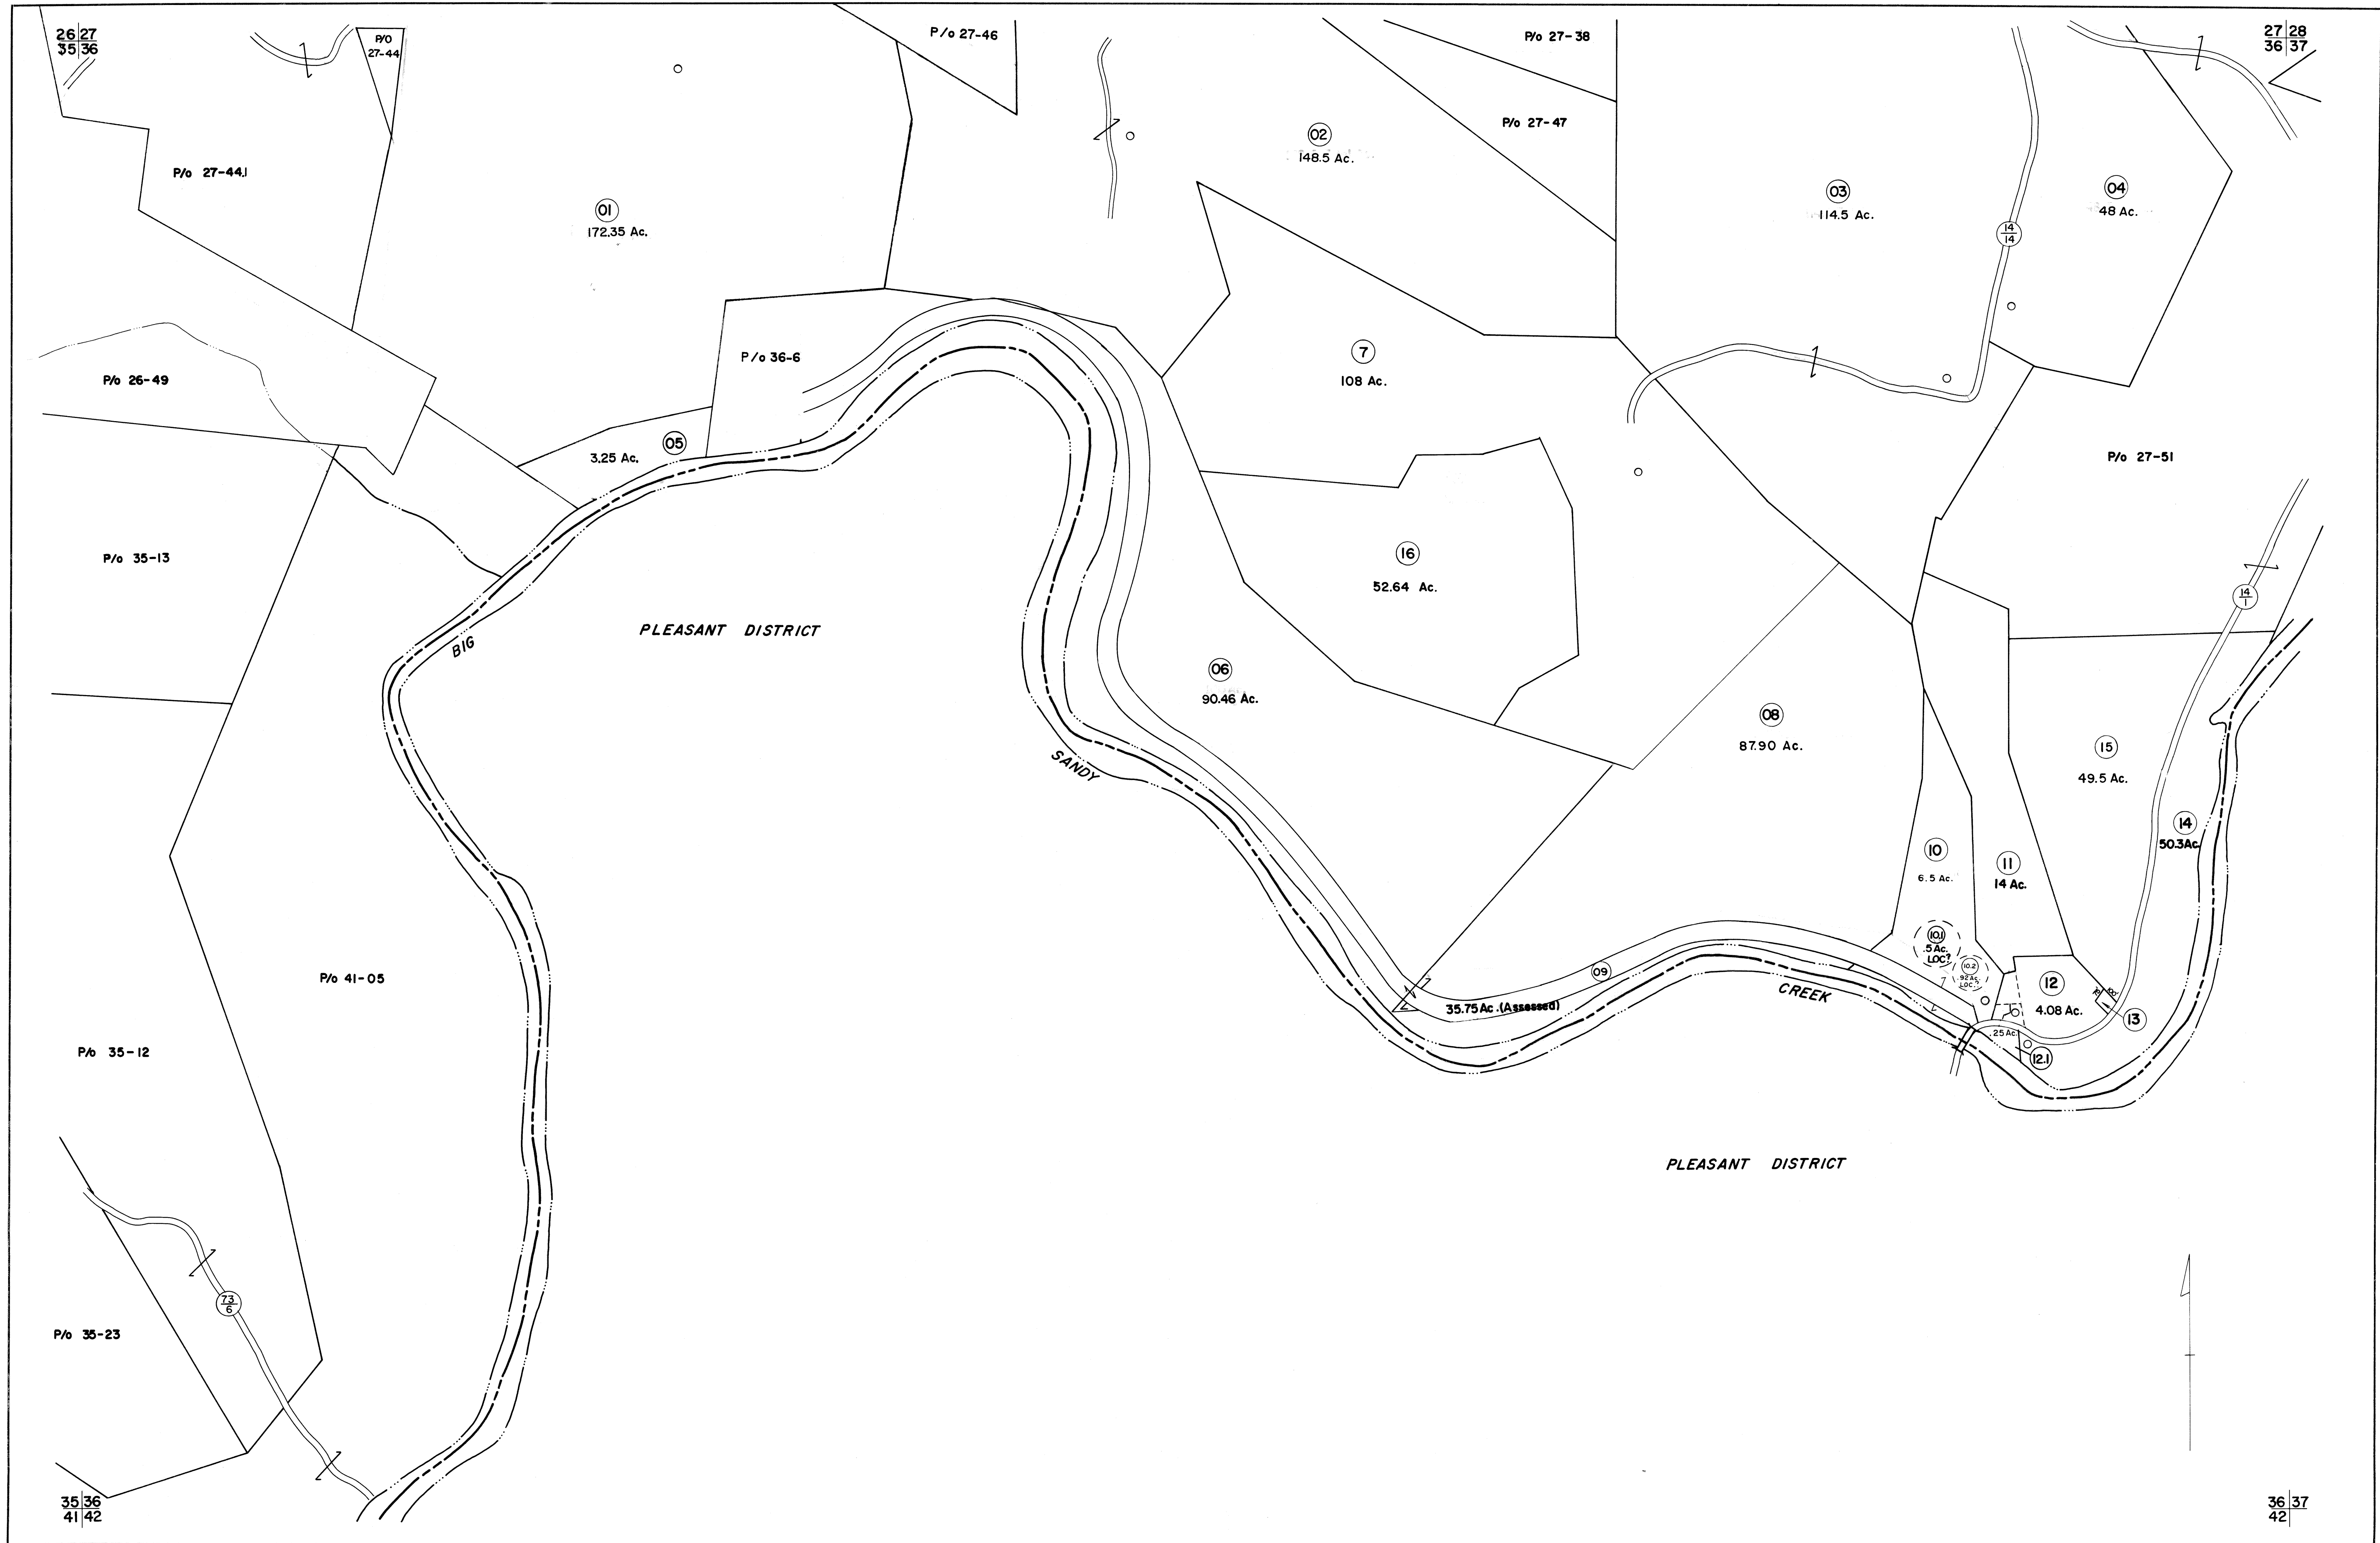 26 27
35 36
P/O
27-44
P/o 27-46
P/o 27-38
27 28
36 37
P/o 27-47
02
148.5 Ac.
P/o 27-44.1
01
172.35 Ac.
03
114.5 Ac.
04
48 Ac.
14
14
P/o 26-49
P/o 36-6
7
108 Ac.
05
3.25 Ac.
P/o 27-51
P/o 35-13
16
52.64 Ac.
14
1
PLEASANT DISTRICT
BIG
06
90.46 Ac.
SANDY
08
87.90 Ac.
15
49.5 Ac.
14
50.3Ac.
10
6.5 Ac.
11
14 Ac.
10.1
.5 Ac.
LOC?
10.2
.92 Ac.
LOC.?
P/o 41-05
09
35.75 Ac.(Assessed)
CREEK
12
4.08 Ac.
100'
13
.25 Ac.
12.1
P/o 35-12
PLEASANT DISTRICT
73
6
P/o 35-23
35 36
41 42
36 37
42